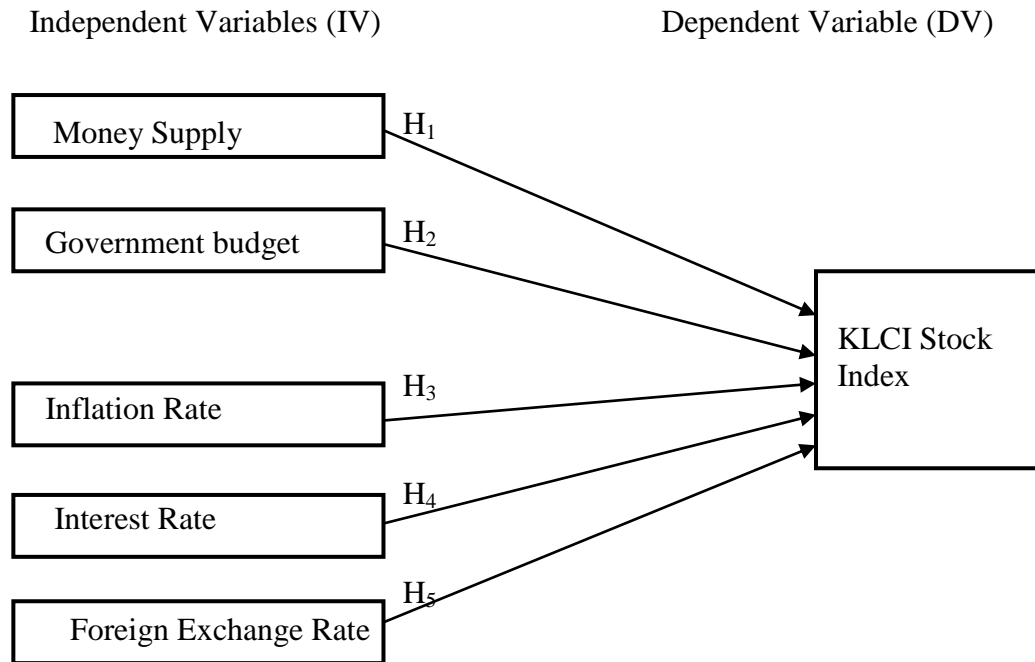 Independent Variables (IV)
Dependent Variable (DV)
Money Supply
H₁
Government budget
H₂
KLCI Stock
Index
Inflation Rate
H₃
Interest Rate
H₄
Foreign Exchange Rate
H₅